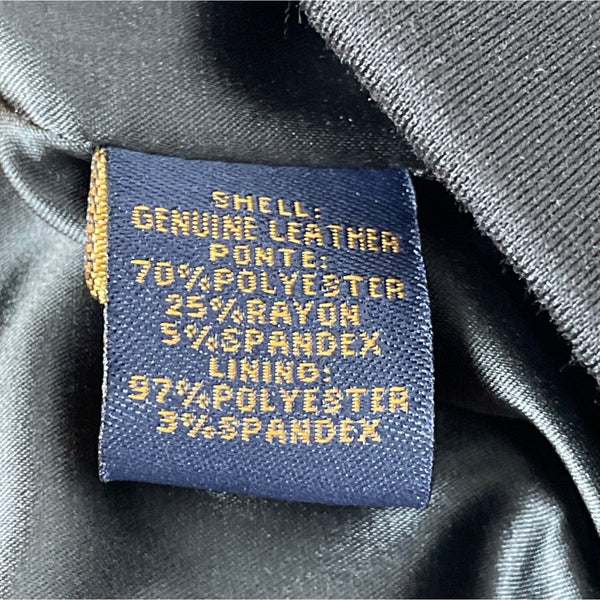 SHELL:
GENUINE LEATHER
PONTE:
70%POLYESTER
25%RAYON
5%SPANDEX
LINING:
97%POLYESTER
3%SPANDEX